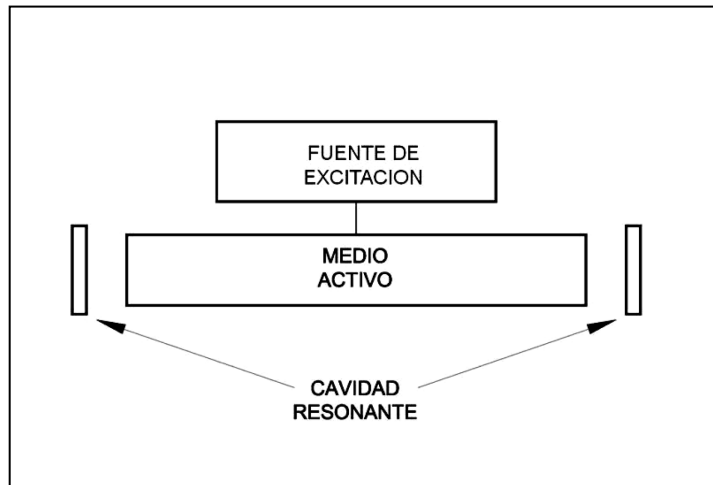 FUENTE DE
EXCITACION
MEDIO
ACTIVO
CAVIDAD
RESONANTE